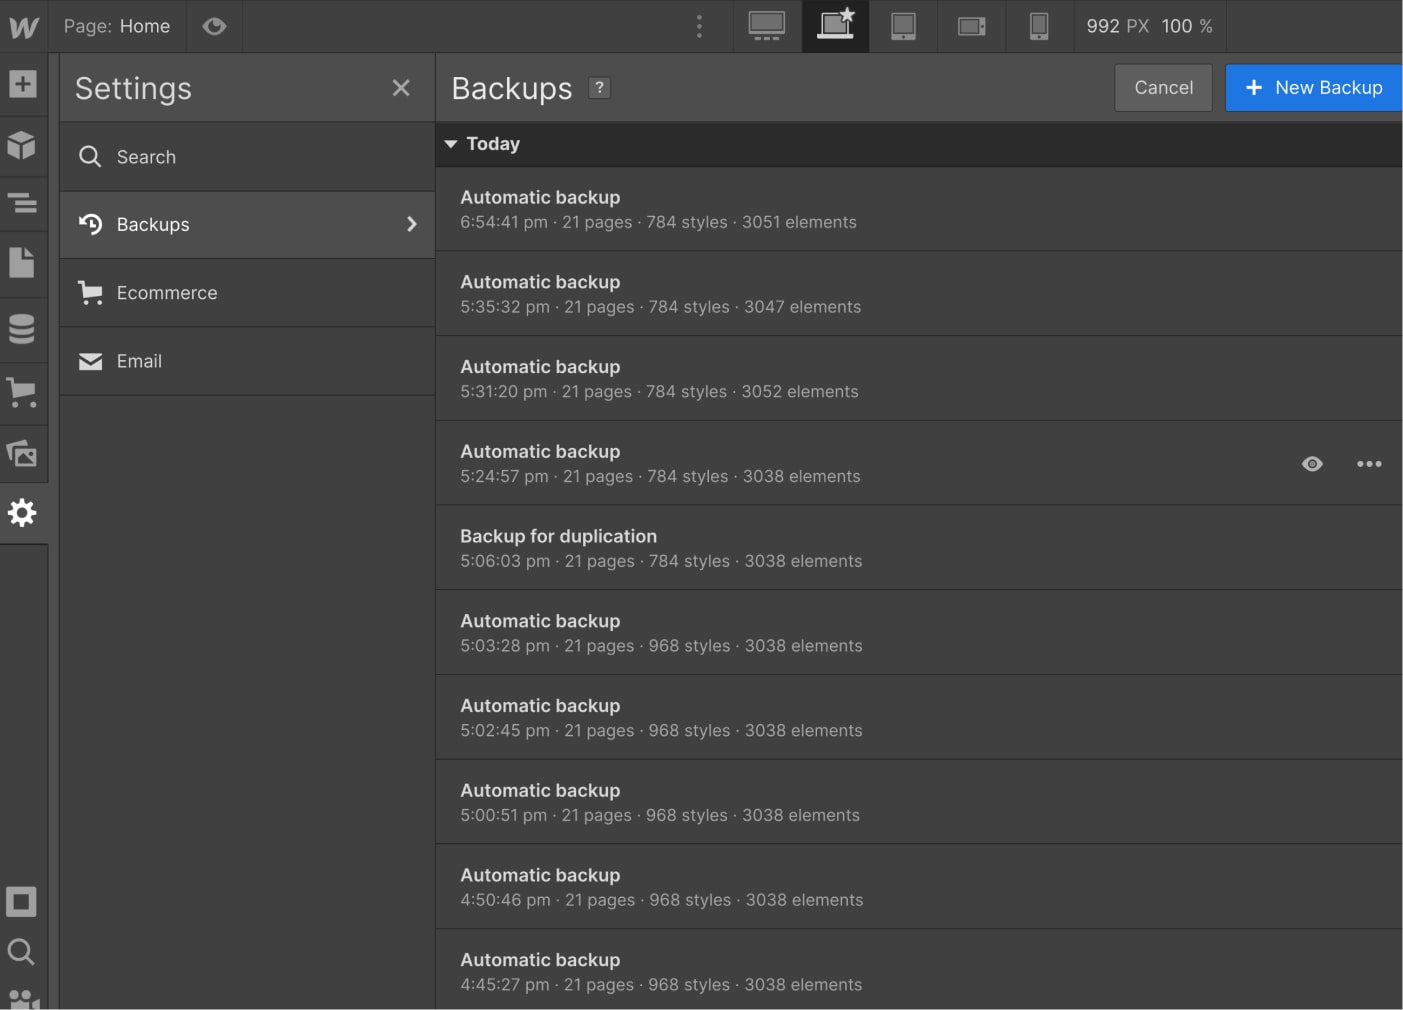 Page: Home
992 PX 100 %
Settings
Backups ?
Cancel
+ New Backup
Search
Backups
Ecommerce
Email
Today
Automatic backup
6:54:41 pm · 21 pages · 784 styles · 3051 elements
Automatic backup
5:35:32 pm · 21 pages · 784 styles · 3047 elements
Automatic backup
5:31:20 pm · 21 pages · 784 styles · 3052 elements
Automatic backup
5:24:57 pm · 21 pages · 784 styles · 3038 elements
Backup for duplication
5:06:03 pm · 21 pages · 784 styles · 3038 elements
Automatic backup
5:03:28 pm · 21 pages · 968 styles · 3038 elements
Automatic backup
5:02:45 pm · 21 pages · 968 styles · 3038 elements
Automatic backup
5:00:51 pm · 21 pages · 968 styles · 3038 elements
Automatic backup
4:50:46 pm · 21 pages · 968 styles · 3038 elements
Automatic backup
4:45:27 pm · 21 pages · 968 styles · 3038 elements